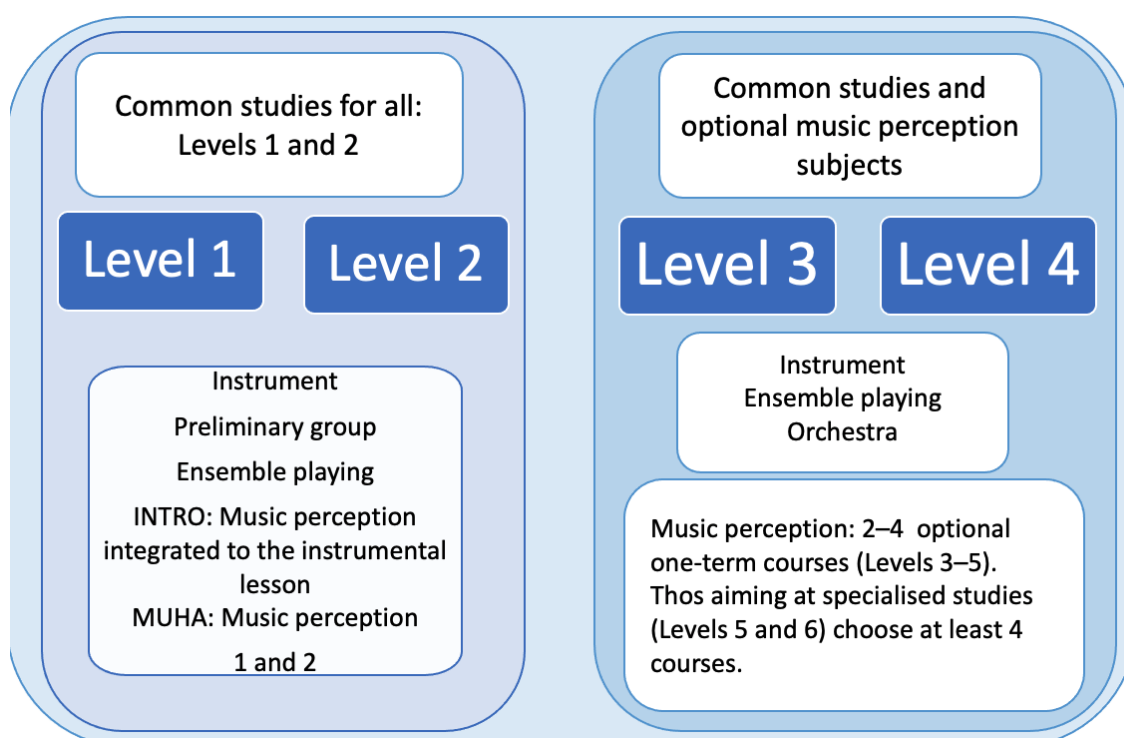 Common studies for all:
Levels 1 and 2
Level 1
Level 2
Instrument
Preliminary group
Ensemble playing
INTRO: Music perception
integrated to the instrumental
lesson
MUHA: Music perception
1 and 2
Common studies and
optional music perception
subjects
Level 3
Level 4
Instrument
Ensemble playing
Orchestra
Music perception: 2–4  optional
one-term courses (Levels 3–5).
Thos aiming at specialised studies
(Levels 5 and 6) choose at least 4
courses.